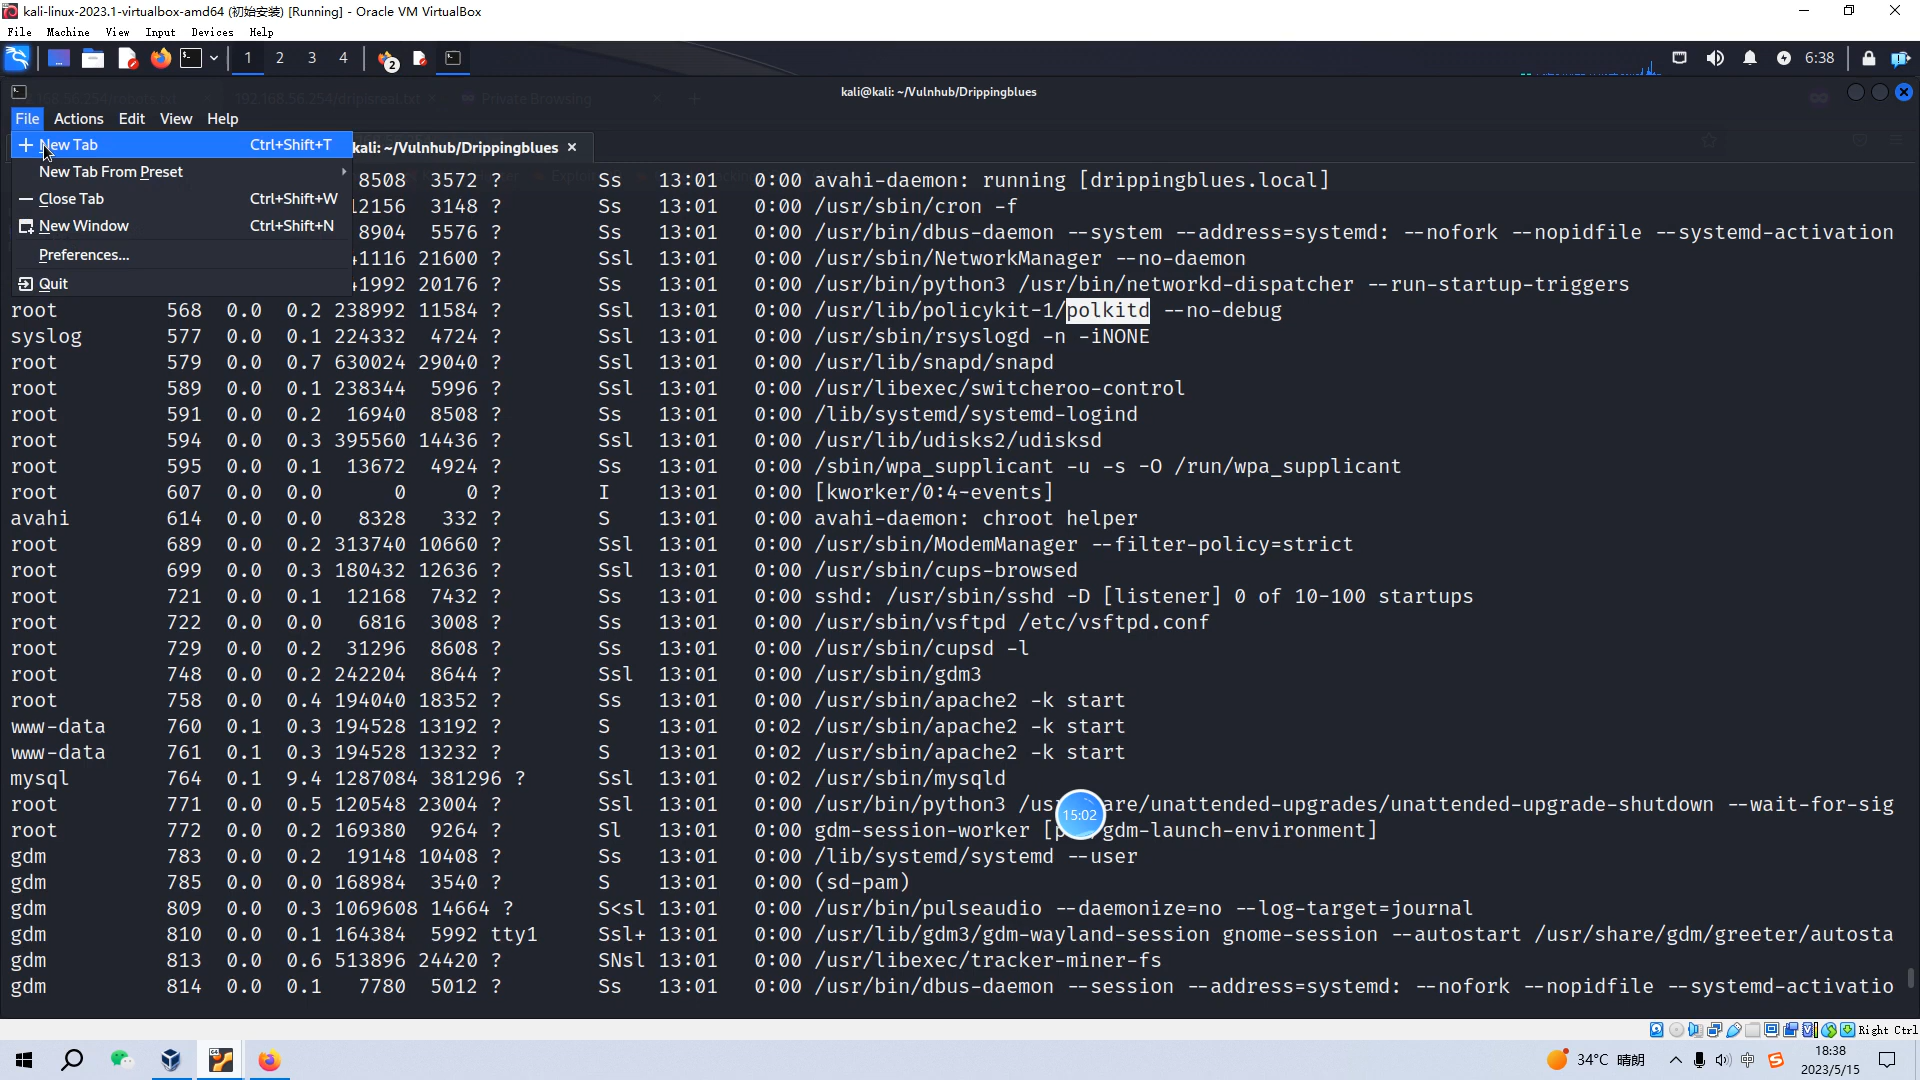 kali-linux-2023.1-virtualbox-amd64 (初始安装) [Running] - Oracle VM VirtualBox
File Machine View Input Devices Help
1 2 3 4 2 6:38
192.168.56.254/dripisreal.txt Private Browsing
kali@kali: ~/Vulnhub/Drippingblues
File Actions Edit View Help
New Tab Ctrl+Shift+T
New Tab From Preset
Close Tab Ctrl+Shift+W
New Window Ctrl+Shift+N
Preferences...
Quit
kali: ~/Vulnhub/Drippingblues
8508 3572 ? Ss 13:01 0:00 avahi-daemon: running [drippingblues.local]
12156 3148 ? Ss 13:01 0:00 /usr/sbin/cron -f
8904 5576 ? Ss 13:01 0:00 /usr/bin/dbus-daemon --system --address=systemd: --nofork --nopidfile --systemd-activation
41116 21600 ? Ssl 13:01 0:00 /usr/sbin/NetworkManager --no-daemon
41992 20176 ? Ss 13:01 0:00 /usr/bin/python3 /usr/bin/networkd-dispatcher --run-startup-triggers
root 568 0.0 0.2 238992 11584 ? Ssl 13:01 0:00 /usr/lib/policykit-1/polkitd --no-debug
syslog 577 0.0 0.1 224332 4724 ? Ssl 13:01 0:00 /usr/sbin/rsyslogd -n -iNONE
root 579 0.0 0.7 630024 29040 ? Ssl 13:01 0:00 /usr/lib/snapd/snapd
root 589 0.0 0.1 238344 5996 ? Ssl 13:01 0:00 /usr/libexec/switcheroo-control
root 591 0.0 0.2 16940 8508 ? Ss 13:01 0:00 /lib/systemd/systemd-logind
root 594 0.0 0.3 395560 14436 ? Ssl 13:01 0:00 /usr/lib/udisks2/udisksd
root 595 0.0 0.1 13672 4924 ? Ss 13:01 0:00 /sbin/wpa_supplicant -u -s -O /run/wpa_supplicant
root 607 0.0 0.0 0 0 ? I 13:01 0:00 [kworker/0:4-events]
avahi 614 0.0 0.0 8328 332 ? S 13:01 0:00 avahi-daemon: chroot helper
root 689 0.0 0.2 313740 10660 ? Ssl 13:01 0:00 /usr/sbin/ModemManager --filter-policy=strict
root 699 0.0 0.3 180432 12636 ? Ssl 13:01 0:00 /usr/sbin/cups-browsed
root 721 0.0 0.1 12168 7432 ? Ss 13:01 0:00 sshd: /usr/sbin/sshd -D [listener] 0 of 10-100 startups
root 722 0.0 0.0 6816 3008 ? Ss 13:01 0:00 /usr/sbin/vsftpd /etc/vsftpd.conf
root 729 0.0 0.2 31296 8608 ? Ss 13:01 0:00 /usr/sbin/cupsd -l
root 748 0.0 0.2 242204 8644 ? Ssl 13:01 0:00 /usr/sbin/gdm3
root 758 0.0 0.4 194040 18352 ? Ss 13:01 0:00 /usr/sbin/apache2 -k start
www-data 760 0.1 0.3 194528 13192 ? S 13:01 0:02 /usr/sbin/apache2 -k start
www-data 761 0.1 0.3 194528 13232 ? S 13:01 0:02 /usr/sbin/apache2 -k start
mysql 764 0.1 9.4 1287084 381296 ? Ssl 13:01 0:02 /usr/sbin/mysqld
root 771 0.0 0.5 120548 23004 ? Ssl 13:01 0:00 /usr/bin/python3 /us are/unattended-upgrades/unattended-upgrade-shutdown --wait-for-sig
15:02
root 772 0.0 0.2 169380 9264 ? Sl 13:01 0:00 gdm-session-worker [p gdm-launch-environment]
gdm 783 0.0 0.2 19148 10408 ? Ss 13:01 0:00 /lib/systemd/systemd --user
gdm 785 0.0 0.0 168984 3540 ? S 13:01 0:00 (sd-pam)
gdm 809 0.0 0.3 1069608 14664 ? S<sl 13:01 0:00 /usr/bin/pulseaudio --daemonize=no --log-target=journal
gdm 810 0.0 0.1 164384 5992 tty1 Ssl+ 13:01 0:00 /usr/lib/gdm3/gdm-wayland-session gnome-session --autostart /usr/share/gdm/greeter/autosta
gdm 813 0.0 0.6 513896 24420 ? SNsl 13:01 0:00 /usr/libexec/tracker-miner-fs
gdm 814 0.0 0.1 7780 5012 ? Ss 13:01 0:00 /usr/bin/dbus-daemon --session --address=systemd: --nofork --nopidfile --systemd-activatio
Right Ctrl
34°C 晴朗 中 18:38
2023/5/15